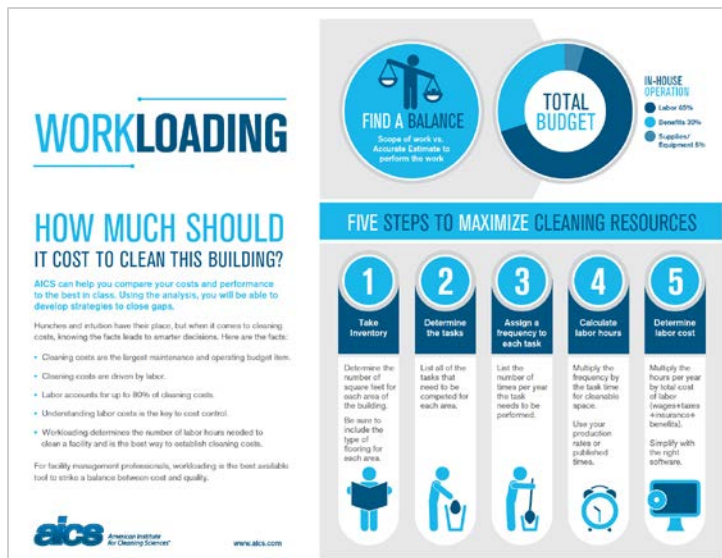 WORKLOADING
HOW MUCH SHOULD
IT COST TO CLEAN THIS BUILDING?
AICS can help you compare your costs and performance
to the best in class. Using the analysis, you will be able to
develop strategies to close gaps.
Hunches and intuition have their place, but when it comes to cleaning
costs, knowing the facts leads to smarter decisions. Here are the facts:
• Cleaning costs are the largest maintenance and operating budget item.
• Cleaning costs are driven by labor.
• Labor accounts for up to 80% of cleaning costs.
• Understanding labor costs is the key to cost control.
• Workloading determines the number of labor hours needed to
clean a facility and is the best way to establish cleaning costs.
For facility management professionals, workloading is the best available
tool to strike a balance between cost and quality.
aics
American Institute
for Cleaning Sciences
www.aics.com
FIND A BALANCE
Scope of work vs.
Accurate Estimate to
perform the work
TOTAL
BUDGET
IN-HOUSE
OPERATION
Labor 65%
Benefits 30%
Supplies/
Equipment 5%
FIVE STEPS TO MAXIMIZE CLEANING RESOURCES
1
Take
Inventory
Determine the
number of
square feet for
each area of
the building.
Be sure to
include the
type of
flooring for
each area.
2
Determine
the tasks
List all of the
tasks that
need to be
competed for
each area.
3
Assign a
frequency to
each task
List the
number of
times per year
the task
needs to be
performed.
4
Calculate
labor hours
Multiply the
frequency by
the task time
for cleanable
space.
Use your
production
rates or
published
times.
5
Determine
labor cost
Multiply the
hours per year
by total cost
of labor
(wages+taxes
+insurance+
benefits).
Simplify with
the right
software.